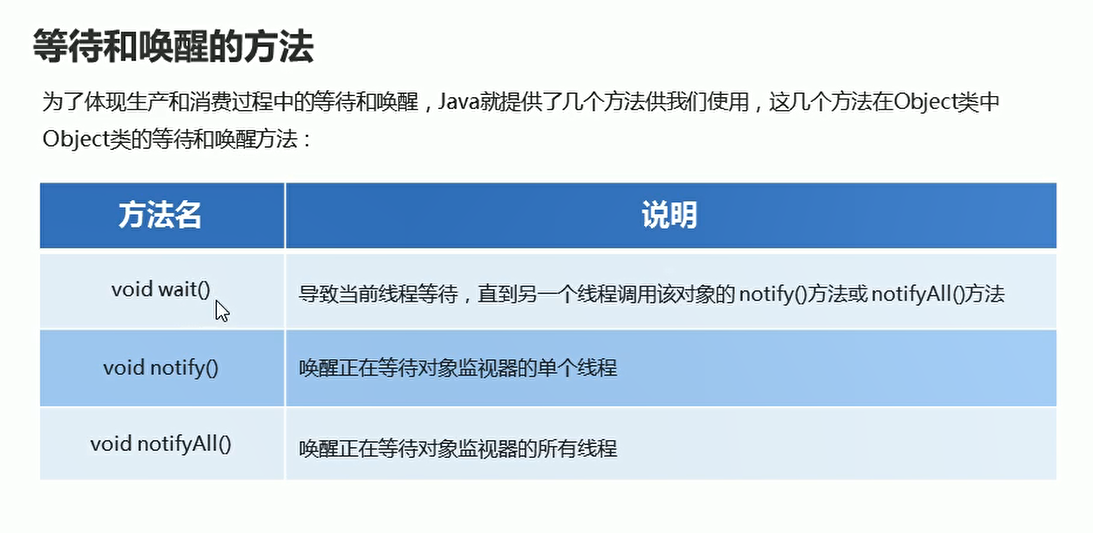 等待和唤醒的方法
为了体现生产和消费过程中的等待和唤醒，Java就提供了几个方法供我们使用，这几个方法在Object类中
Object类的等待和唤醒方法：
方法名 说明
void wait() 导致当前线程等待，直到另一个线程调用该对象的 notify()方法或 notifyAll()方法
void notify() 唤醒正在等待对象监视器的单个线程
void notifyAll() 唤醒正在等待对象监视器的所有线程